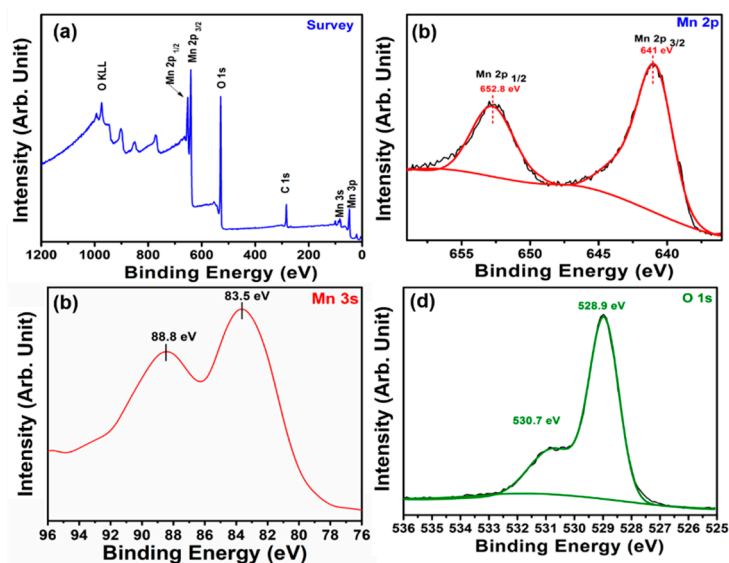 (a)
Survey
O KLL
Mn 2p 1/2
Mn 2p 3/2
O 1s
C 1s
Mn 3s
Mn 3p
Intensity (Arb. Unit)
1200 1000 800 600 400 200 0
Binding Energy (eV)
(b)
Mn 2p
Mn 2p 3/2
641 eV
Mn 2p 1/2
652.8 eV
Intensity (Arb. Unit)
655 650 645 640
Binding Energy (eV)
(b)
Mn 3s
83.5 eV
88.8 eV
Intensity (Arb. Unit)
96 94 92 90 88 86 84 82 80 78 76
Binding Energy (eV)
(d)
O 1s
528.9 eV
530.7 eV
Intensity (Arb. Unit)
536 535 534 533 532 531 530 529 528 527 526 525
Binding Energy (eV)